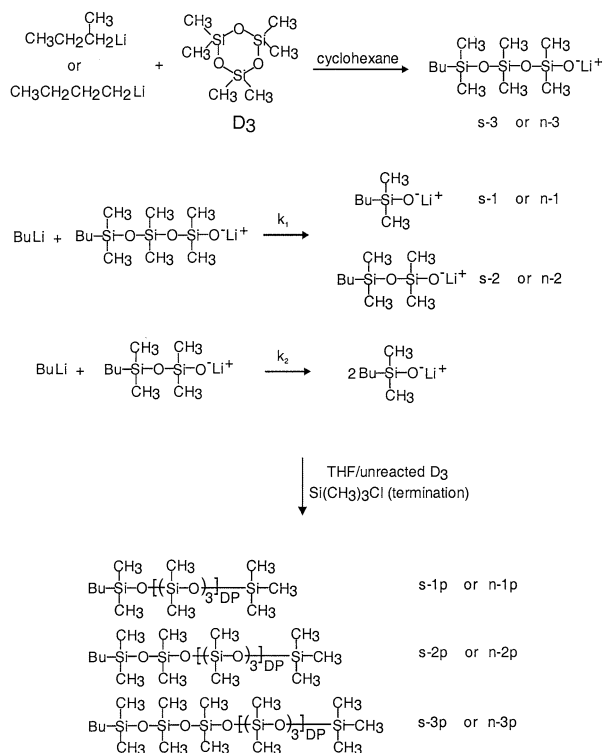 CH3
CH3CH2CHLi
or
CH3CH2CH2CH2Li
+
CH3 O CH3
CH3 Si Si CH3
O O
Si
CH3 CH3
D3
cyclohexane
CH3 CH3 CH3
Bu-Si-O-Si-O-Si-O-Li+
CH3 CH3 CH3
s-3 or n-3
BuLi +
CH3 CH3 CH3
Bu-Si-O-Si-O-Si-O-Li+
CH3 CH3 CH3
k1
CH3
Bu-Si-O-Li+
CH3
s-1 or n-1
CH3 CH3
Bu-Si-O-Si-O-Li+
CH3 CH3
s-2 or n-2
BuLi +
CH3 CH3
Bu-Si-O-Si-O-Li+
CH3 CH3
k2
CH3
2Bu-Si-O-Li+
CH3
THF/unreacted D3
Si(CH3)3Cl (termination)
CH3 CH3 CH3
Bu-Si-O-[(Si-O)3]DP-Si-CH3
CH3 CH3 CH3
s-1p or n-1p
CH3 CH3 CH3 CH3
Bu-Si-O-Si-O-[(Si-O)3]DP-Si-CH3
CH3 CH3 CH3 CH3
s-2p or n-2p
CH3 CH3 CH3 CH3 CH3
Bu-Si-O-Si-O-Si-O-[(Si-O)3]DP-Si-CH3
CH3 CH3 CH3 CH3 CH3
s-3p or n-3p